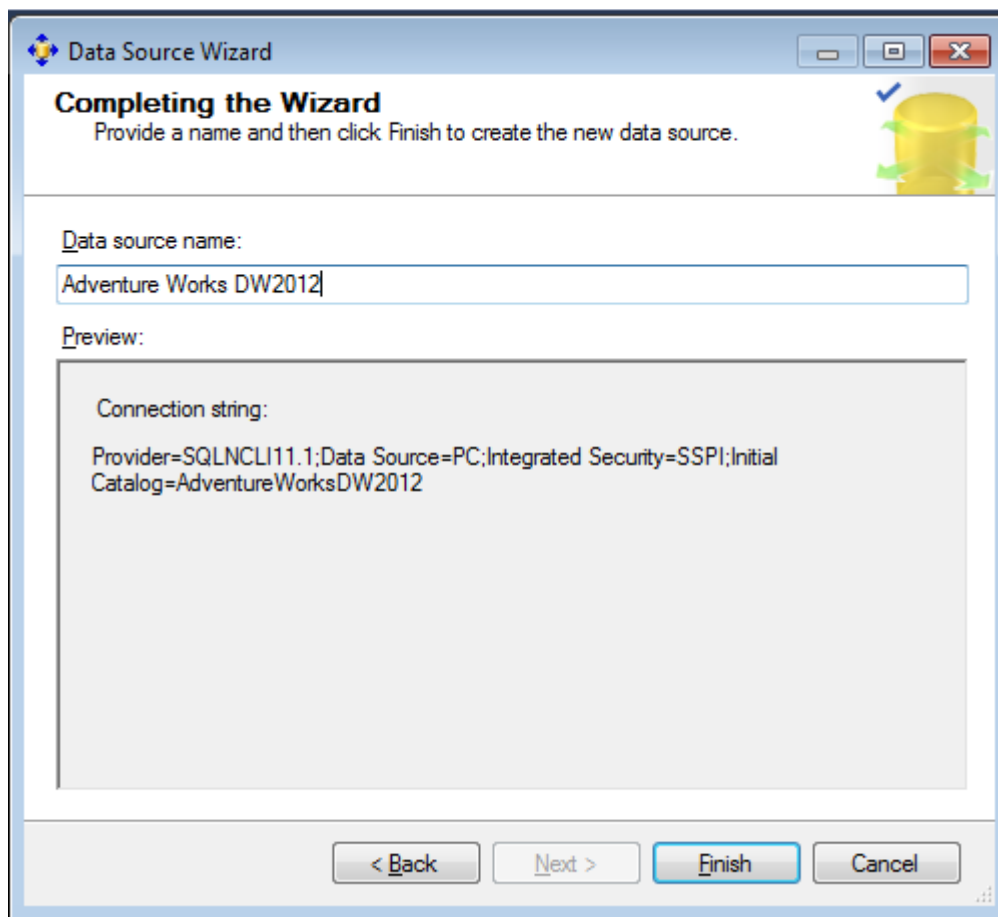 Data Source Wizard
Completing the Wizard
Provide a name and then click Finish to create the new data source.
Data source name:
Adventure Works DW2012
Preview:
Connection string:
Provider=SQLNCLI11.1;Data Source=PC;Integrated Security=SSPI;Initial
Catalog=AdventureWorksDW2012
< Back Next > Finish Cancel